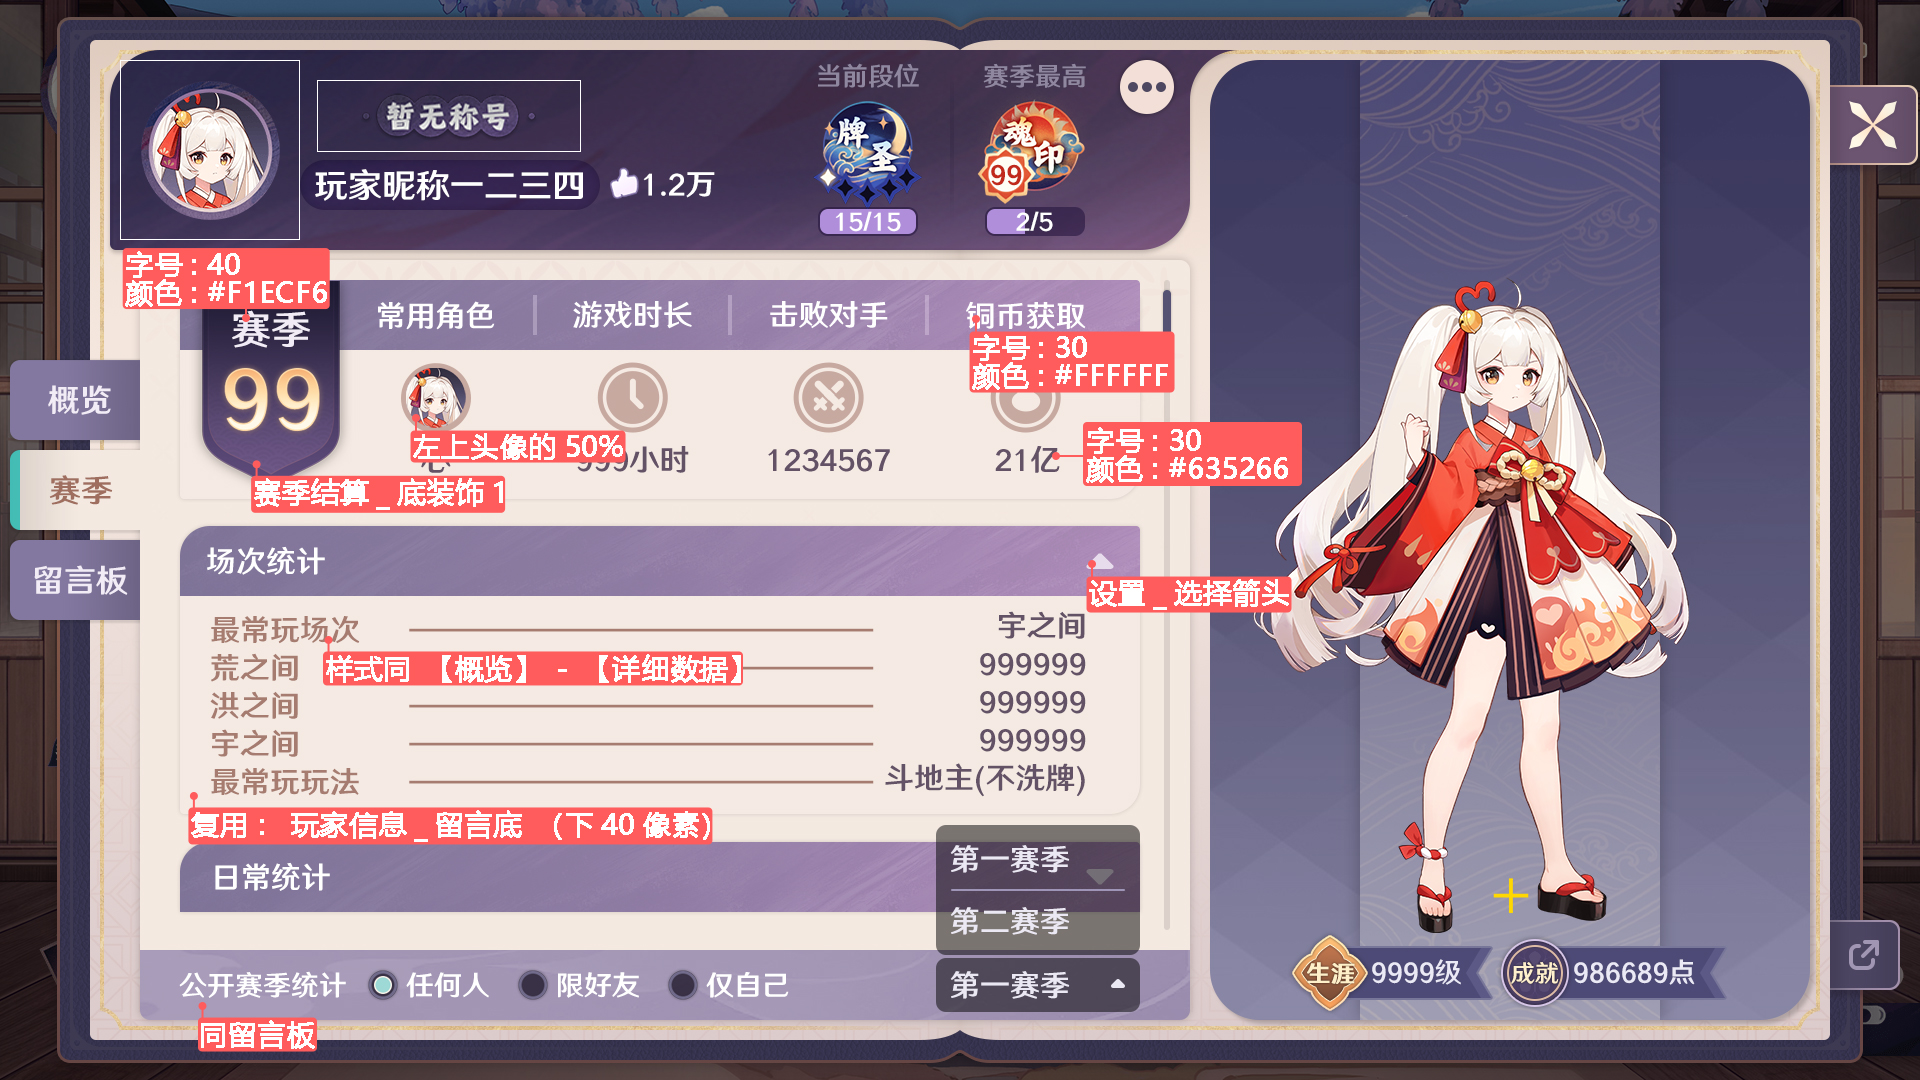 暂无称号
玩家昵称一二三四
1.2万
当前段位
牌圣
15/15
赛季最高
魂印
99
2/5
字号 : 40
颜色 : #F1ECF6
赛季
99
常用角色
游戏时长
击败对手
铜币获取
字号 : 30
颜色 : #FFFFFF
左上头像的 50%
小时
1234567
21亿
字号 : 30
颜色 : #635266
赛季结算 _ 底装饰 1
概览
赛季
留言板
场次统计
设置 _ 选择箭头
最常玩场次
宇之间
荒之间
999999
样式同 【概览】 - 【详细数据】
洪之间
999999
宇之间
999999
最常玩玩法
斗地主(不洗牌)
复用： 玩家信息 _ 留言底 （下 40 像素）
日常统计
第一赛季
第二赛季
第一赛季
公开赛季统计
任何人
限好友
仅自己
同留言板
生涯
9999级
成就
986689点